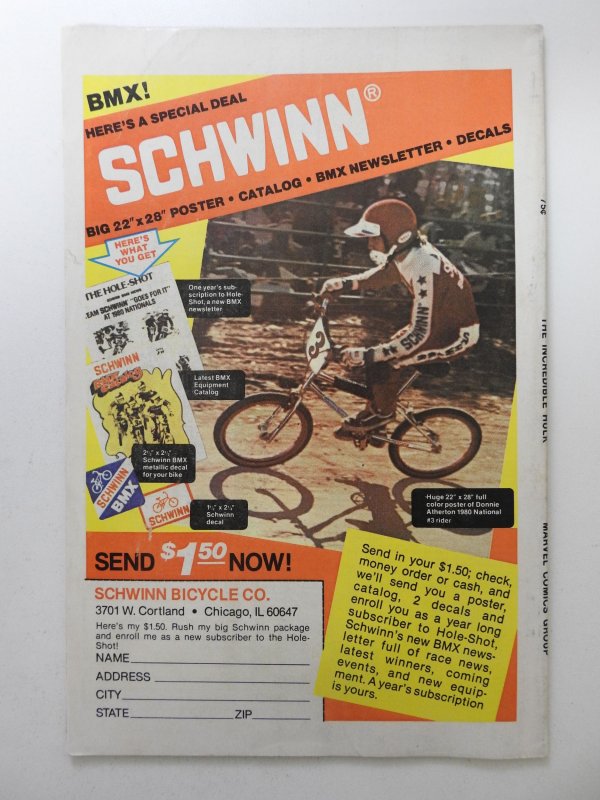 BMX!
HERE'S A SPECIAL DEAL
SCHWINN®
BIG 22" x 28" POSTER • CATALOG • BMX NEWSLETTER • DECALS
HERE'S
WHAT
YOU GET
THE HOLE-SHOT
EAM SCHWINN "GOES FOR IT"
AT 1980 NATIONALS
SCHWINN
One year's sub-
scription to Hole-
Shot, a new BMX
newsletter
Latest BMX
Equipment
Catalog
2½" x 2½"
Schwinn BMX
metallic decal
for your bike
SCHWINN
BMX
SCHWINN
1½" x 2½"
Schwinn
decal
SCHWINN
3
Huge 22" x 28" full
color poster of Donnie
Atherton 1980 National
#3 rider
SEND $1.50 NOW!
SCHWINN BICYCLE CO.
3701 W. Cortland • Chicago, IL 60647
Here's my $1.50. Rush my big Schwinn package
and enroll me as a new subscriber to the Hole-
Shot!
NAME
ADDRESS
CITY
STATE ZIP
Send in your $1.50; check,
money order or cash, and
we'll send you a poster,
catalog, 2 decals and
enroll you as a year long
subscriber to Hole-Shot,
Schwinn's new BMX news-
letter full of race news,
latest winners, coming
events, and new equip-
ment. A year's subscription
is yours.
75¢
THE INCREDIBLE HULK
MARVEL COMICS GROUP